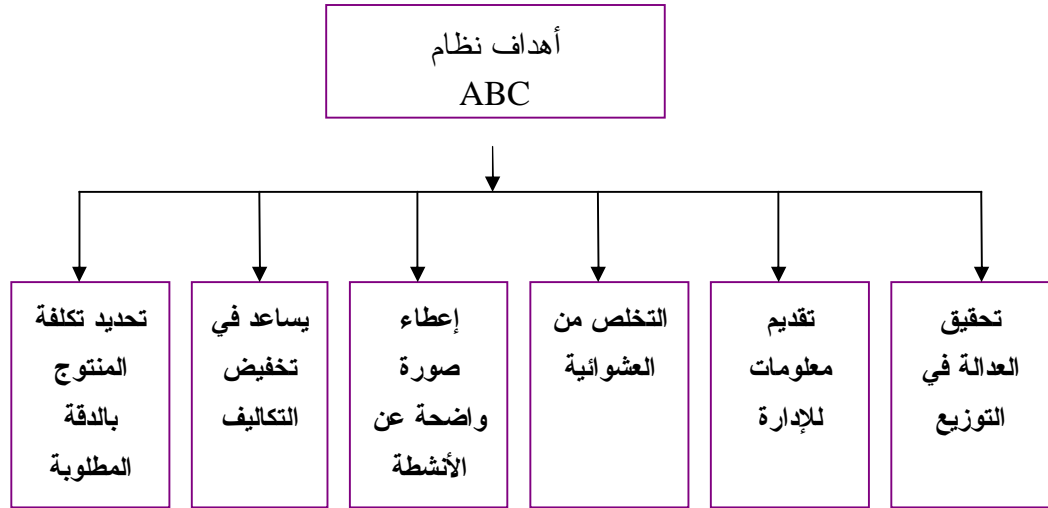 أهداف نظام
ABC
تحقيق
العدالة في
التوزيع
تقديم
معلومات
للإدارة
التخلص من
العشوائية
إعطاء
صورة
واضحة عن
الأنشطة
يساعد في
تخفيض
التكاليف
تحديد تكلفة
المنتوج
بالدقة
المطلوبة